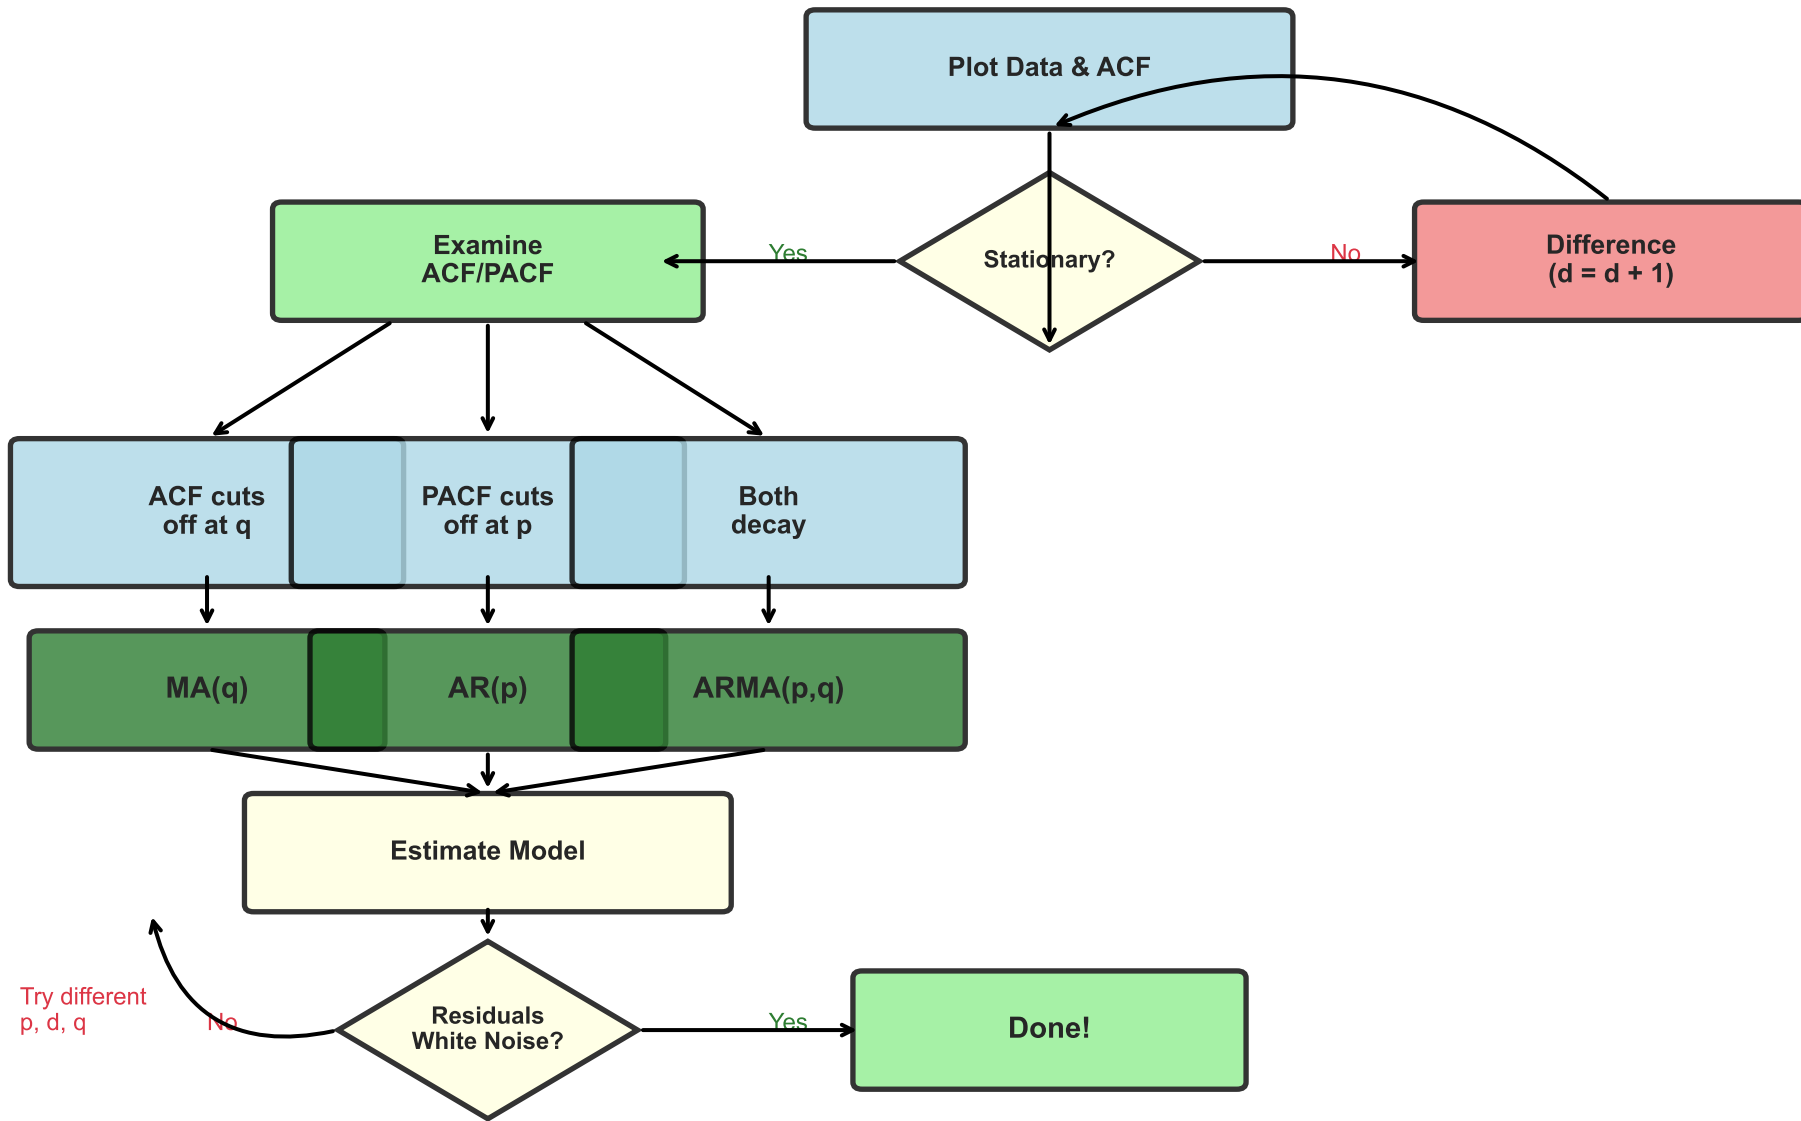 Plot Data & ACF
Examine
ACF/PACF
Yes
Stationary?
No
Difference
(d = d + 1)
ACF cuts
off at q
PACF cuts
off at p
Both
decay
MA(q)
AR(p)
ARMA(p,q)
Estimate Model
Try different
p, d, q
No
Residuals
White Noise?
Yes
Done!